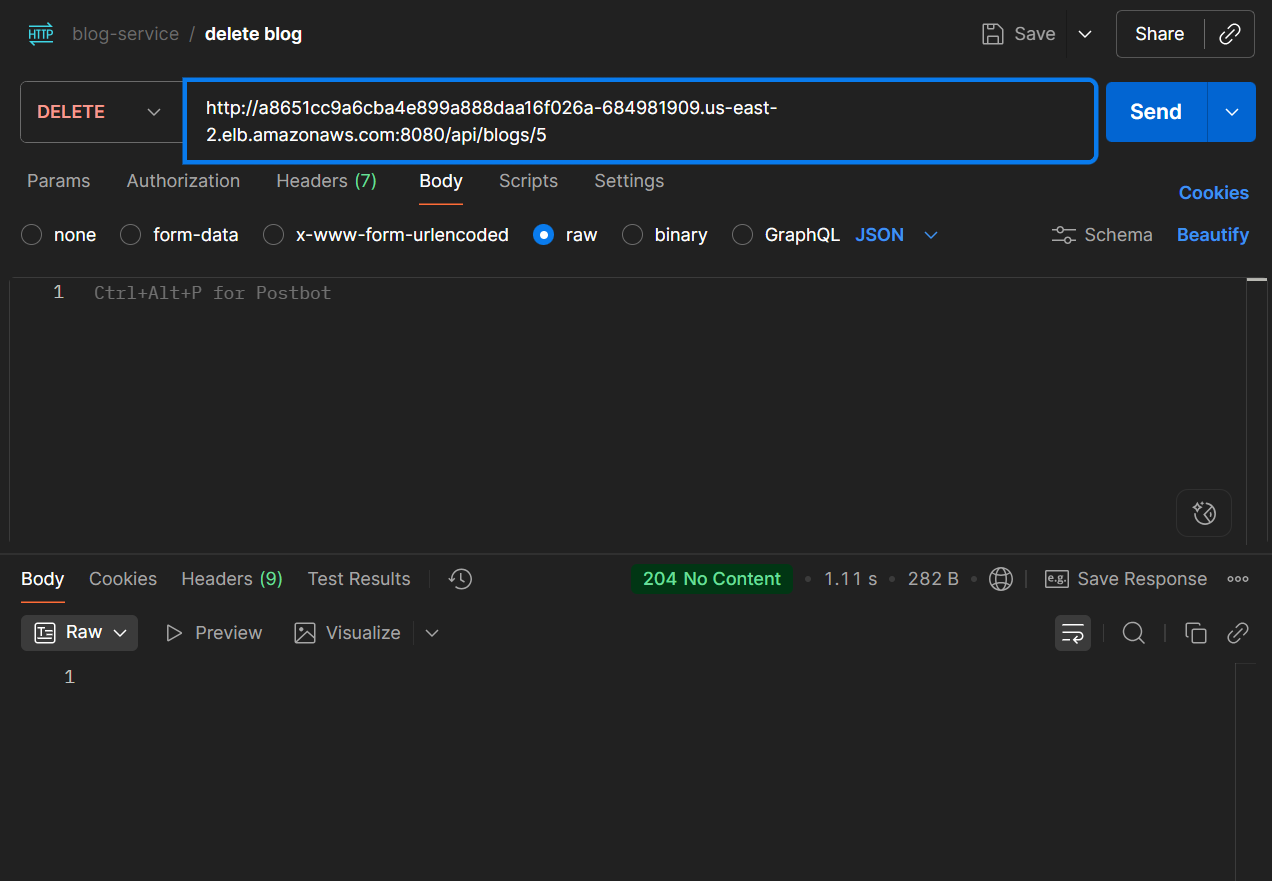 HTTP blog-service / delete blog Save Share
DELETE http://a8651cc9a6cba4e899a888daa16f026a-684981909.us-east-
2.elb.amazonaws.com:8080/api/blogs/5 Send
Params Authorization Headers (7) Body Scripts Settings
Cookies
none form-data x-www-form-urlencoded raw binary GraphQL JSON Schema Beautify
1 Ctrl+Alt+P for Postbot
Body Cookies Headers (9) Test Results 204 No Content • 1.11 s • 282 B • e.g. Save Response
Raw Preview Visualize
1